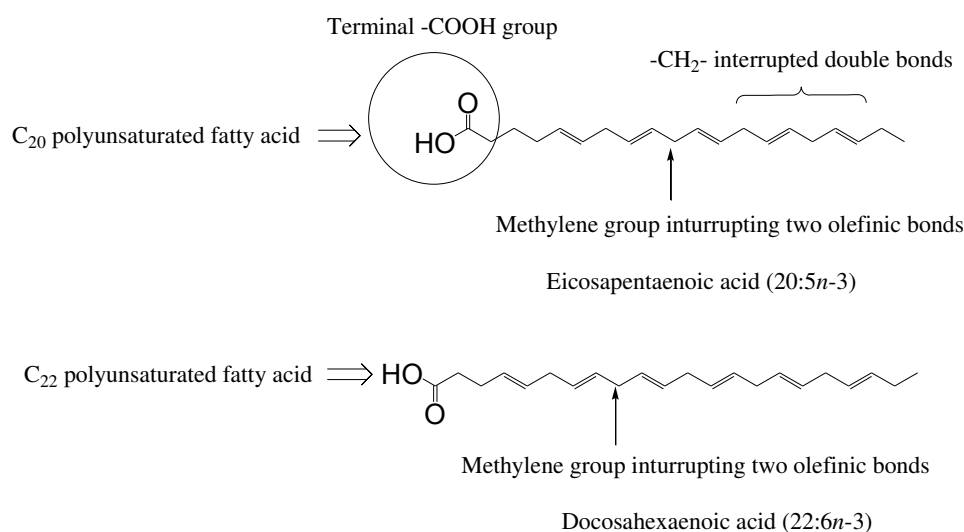 Terminal -COOH group
-CH2- interrupted double bonds
O
HO
C20 polyunsaturated fatty acid
Methylene group inturrupting two olefinic bonds
Eicosapentaenoic acid (20:5n-3)
C22 polyunsaturated fatty acid
HO
O
Methylene group inturrupting two olefinic bonds
Docosahexaenoic acid (22:6n-3)